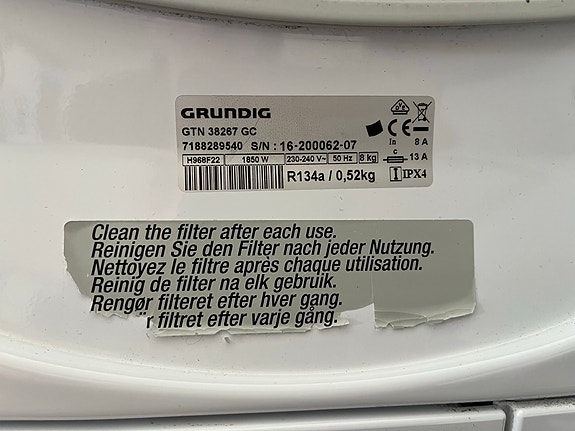 GRUNDIG
GTN 38267 GC
7188289540 S/N : 16-200062-07
H968F22 1850 W 230-240 V~ 50 Hz 8 kg
R134a / 0,52kg
In 8 A
c 13 A
IPX4
Clean the filter after each use.
Reinigen Sie den Filter nach jeder Nutzung.
Nettoyez le filtre après chaque utilisation.
Reinig de filter na elk gebruik.
Rengør filteret efter hver gang.
r filtret efter varje gång.